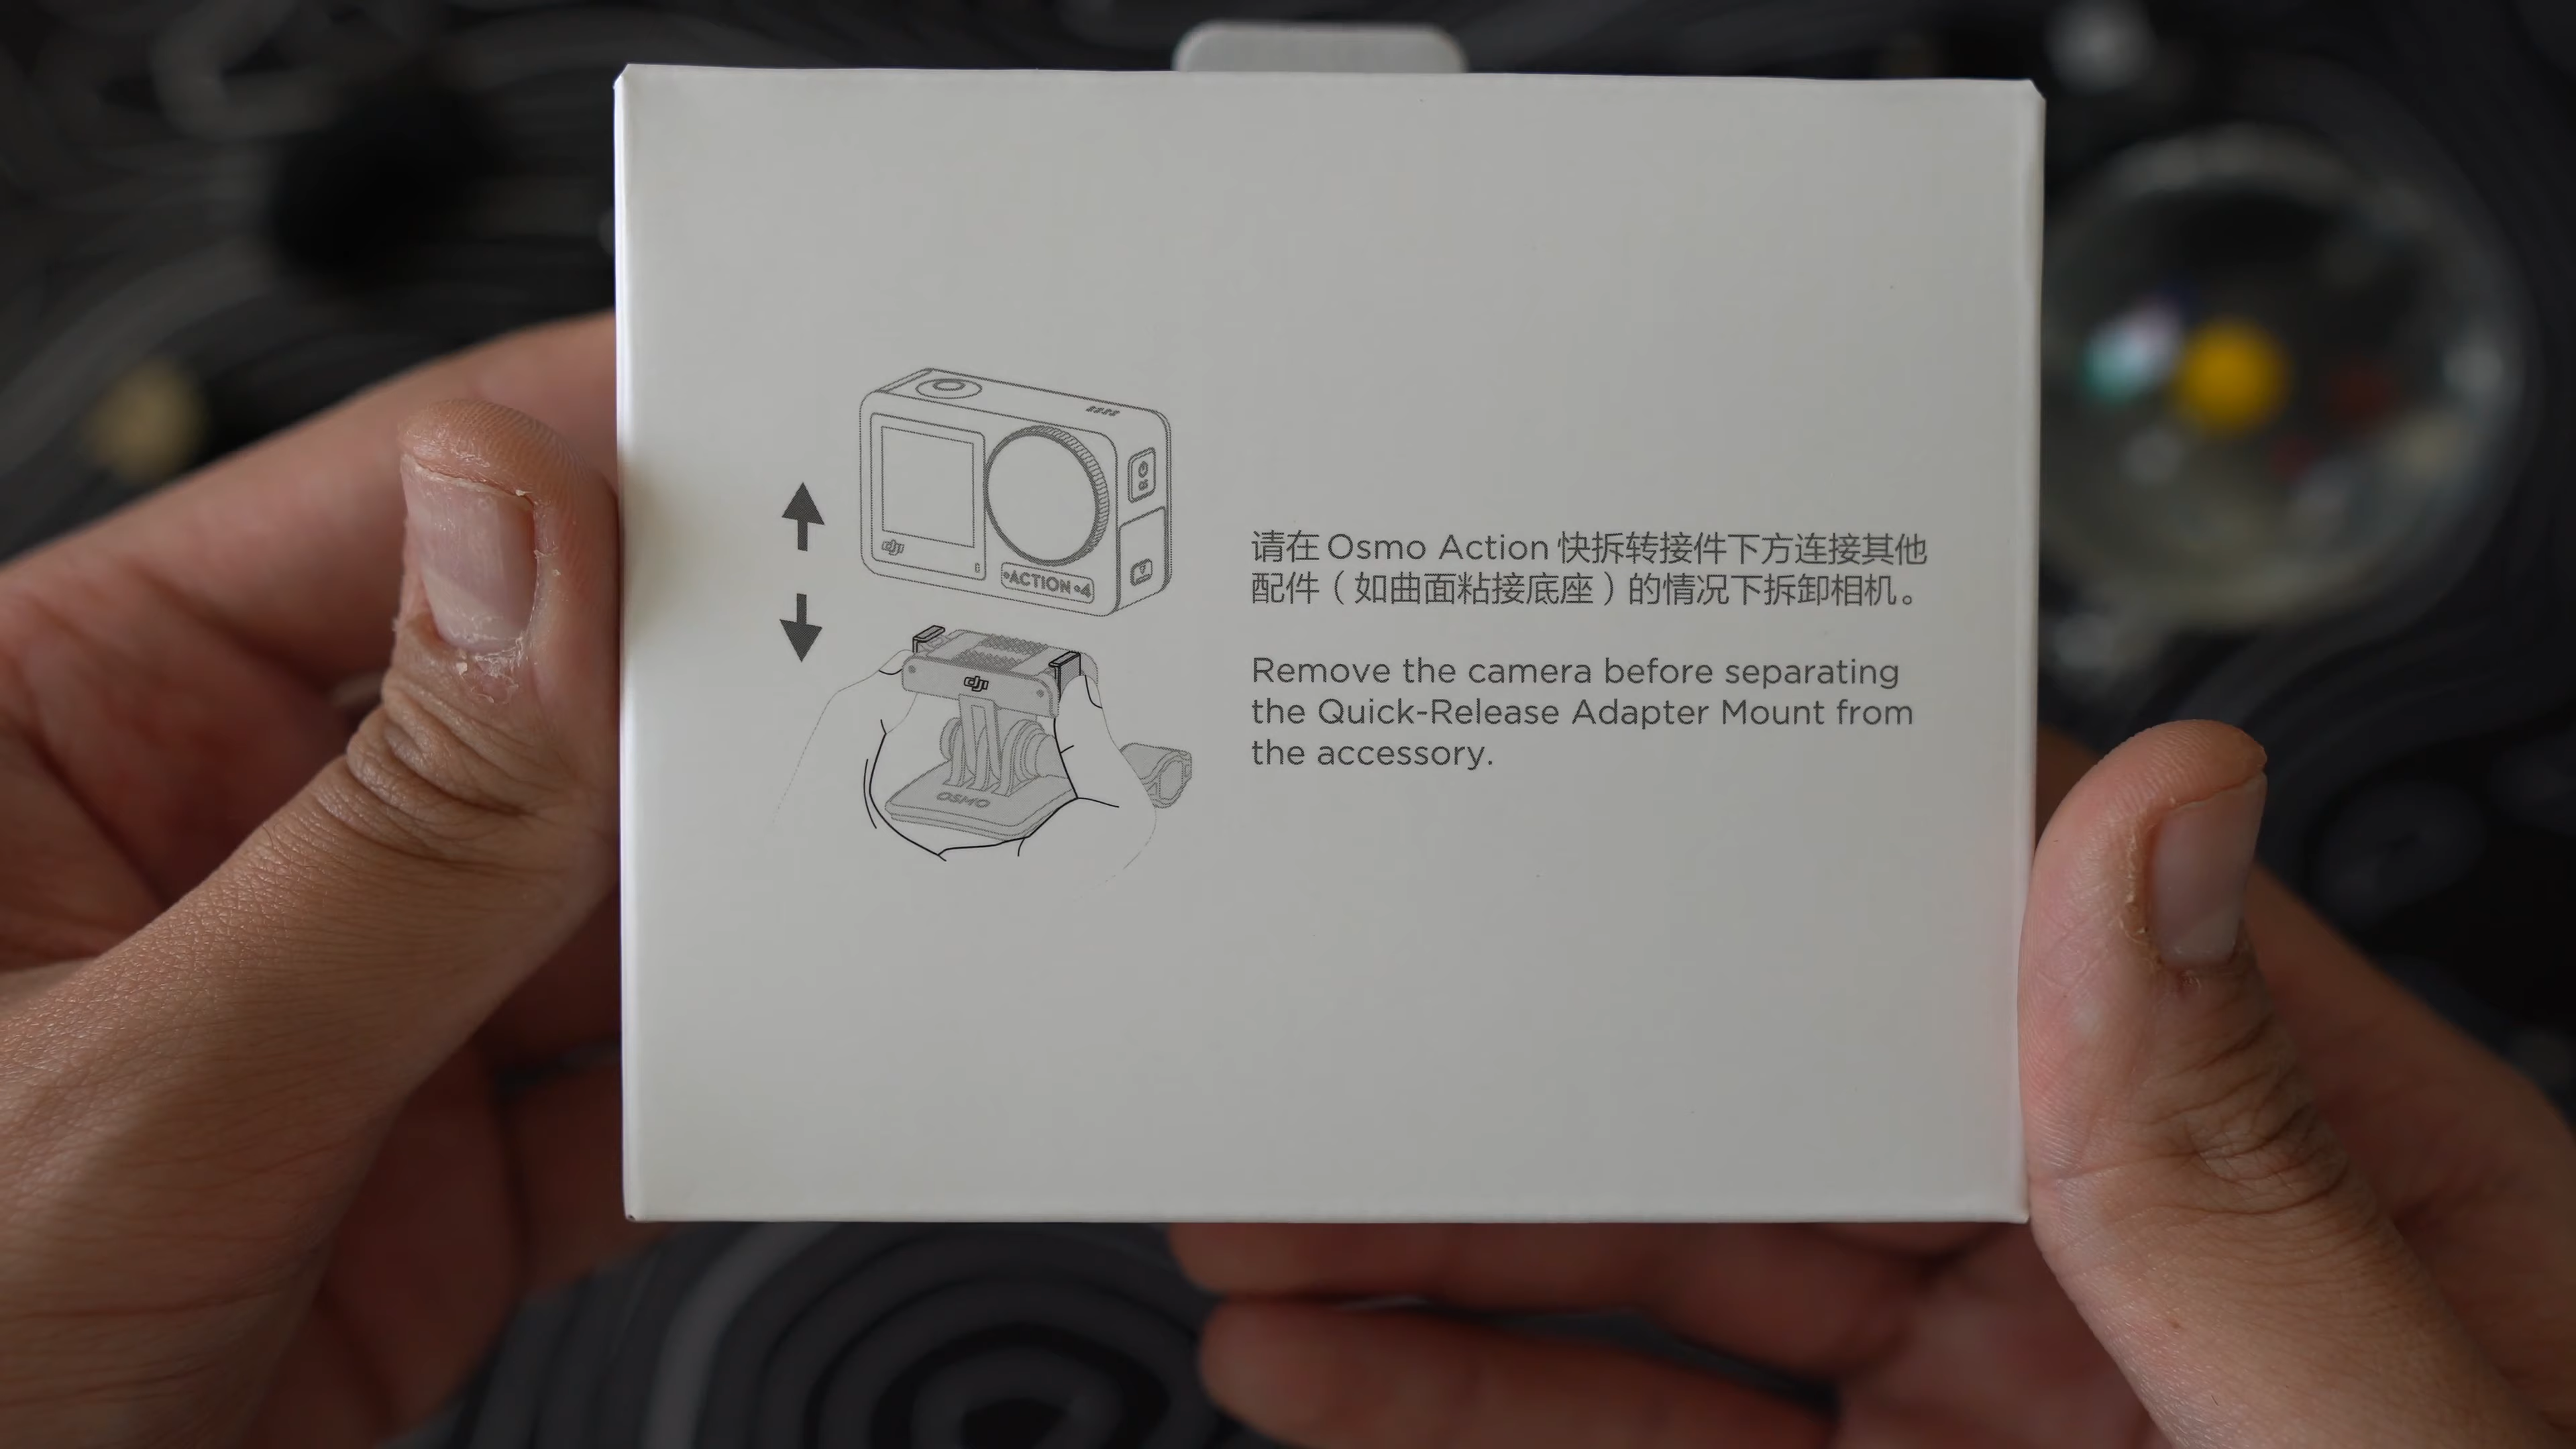 dji
•ACTION•4
dji
OSMO
请在 Osmo Action 快拆转接件下方连接其他
配件（如曲面粘接底座）的情况下拆卸相机。
Remove the camera before separating
the Quick-Release Adapter Mount from
the accessory.